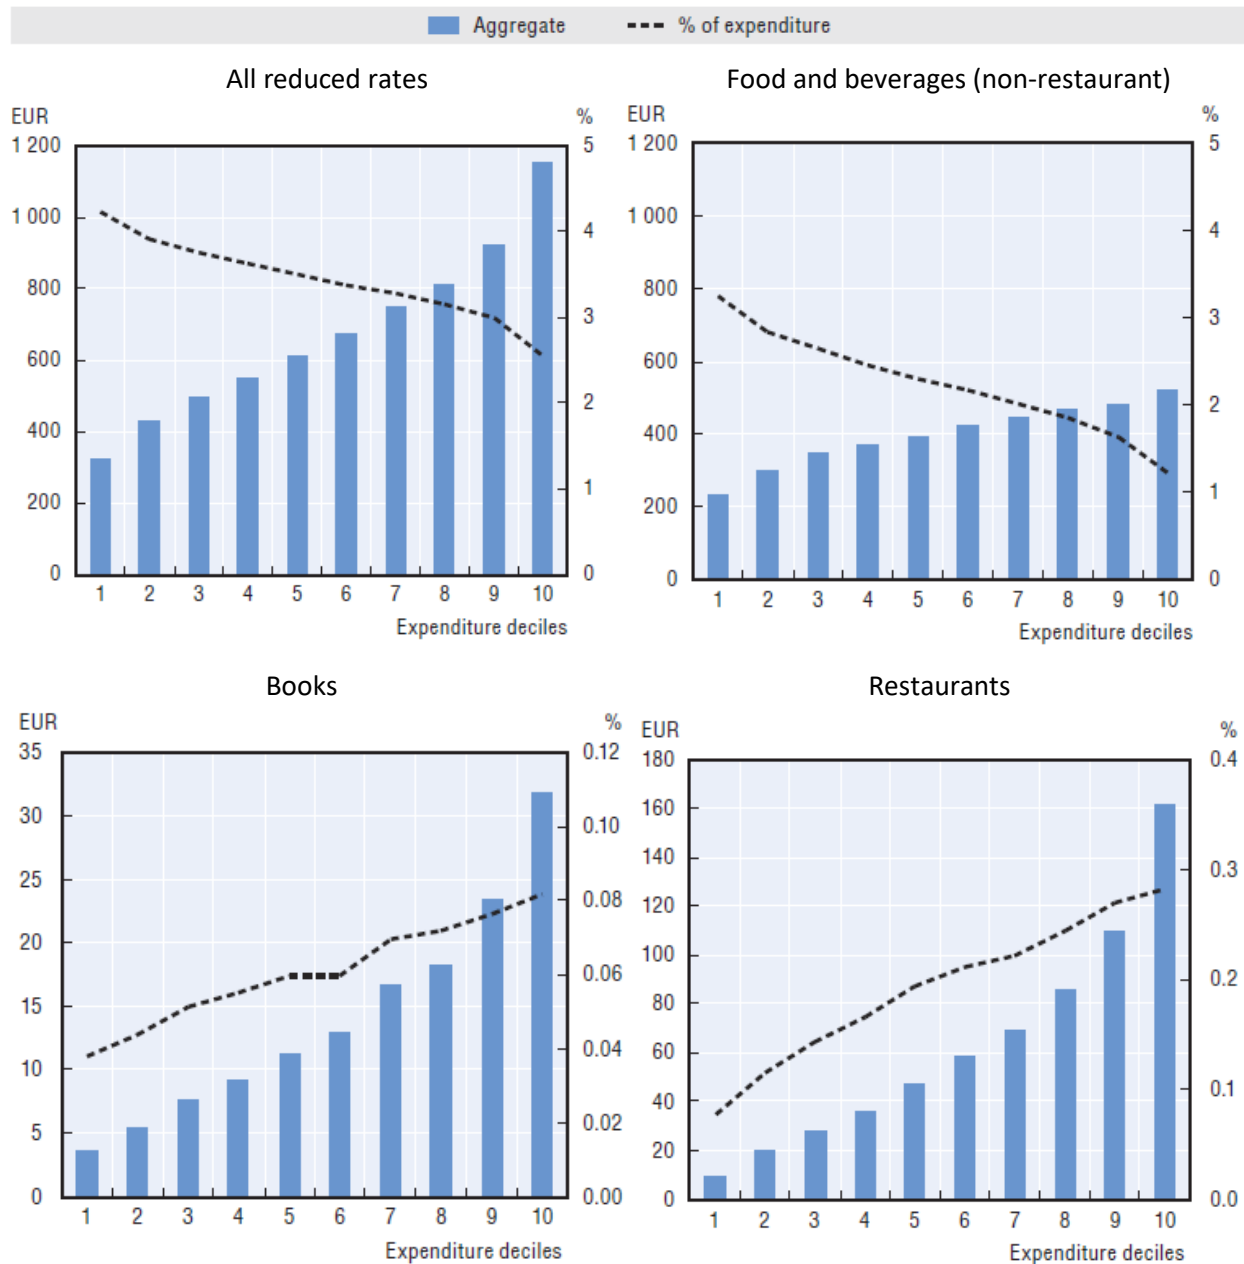 Aggregate % of expenditure
All reduced rates
EUR %
1 200 5
1 000
4
800
3
600
2
400
200
1
0 0
1 2 3 4 5 6 7 8 9 10
Expenditure deciles
Food and beverages (non-restaurant)
EUR %
1 200 5
1 000
4
800
3
600
400
2
200
1
0 0
1 2 3 4 5 6 7 8 9 10
Expenditure deciles
Books
EUR %
35 0.12
30
0.10
25
0.08
20
15
0.06
10
0.04
5
0.02
0 0.00
1 2 3 4 5 6 7 8 9 10
Expenditure deciles
Restaurants
EUR %
180 0.4
160
140
0.3
120
100
80
0.2
60
40
0.1
20
0 0.0
1 2 3 4 5 6 7 8 9 10
Expenditure deciles